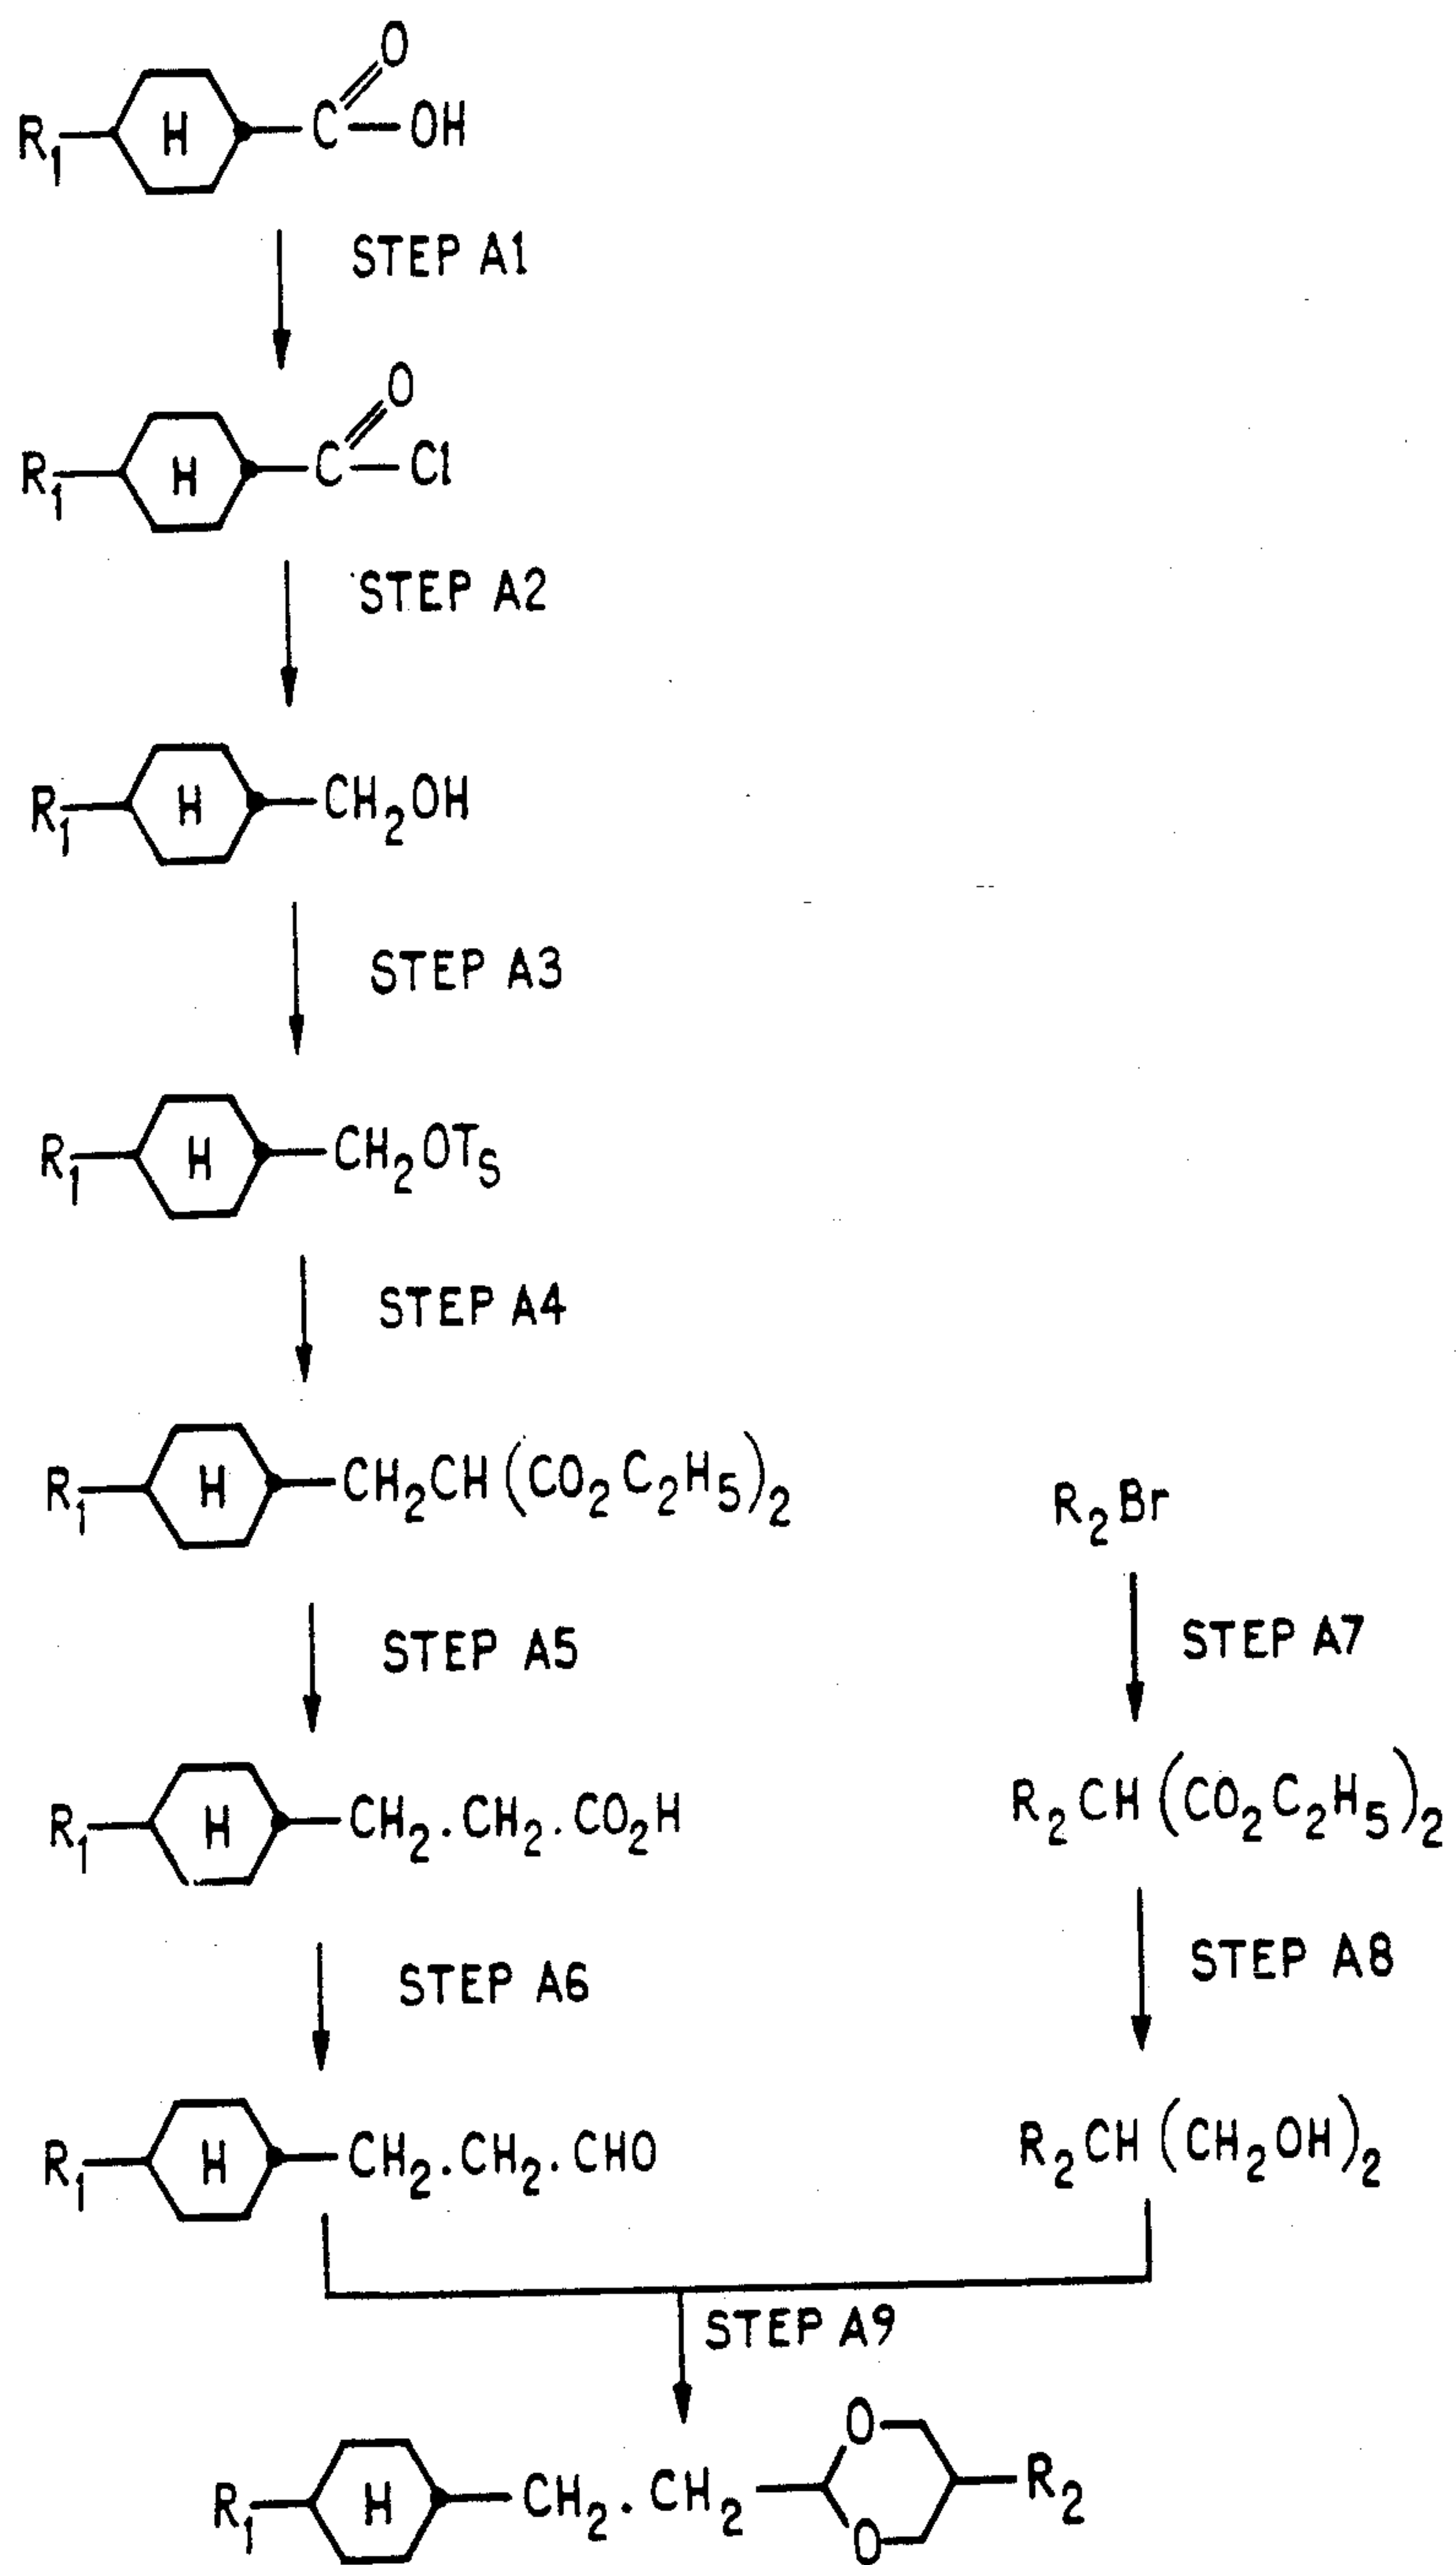 O
R1 H C OH
STEP A1
O
R1 H C Cl
STEP A2
R1 H CH2OH
STEP A3
R1 H CH2OTS
STEP A4
R1 H CH2CH(CO2C2H5)2
R2Br
STEP A5
STEP A7
R1 H CH2.CH2.CO2H
R2CH(CO2C2H5)2
STEP A6
STEP A8
R1 H CH2.CH2.CHO
R2CH(CH2OH)2
STEP A9
O
R1 H CH2.CH2 R2
O